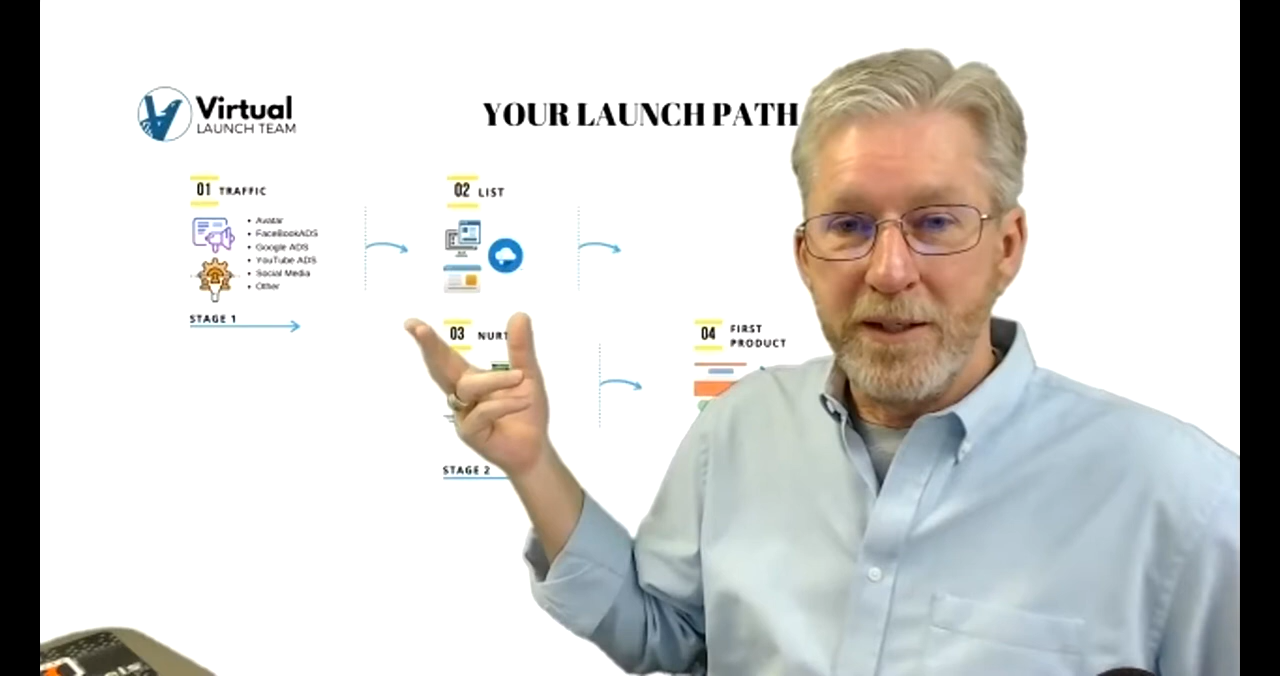 Virtual
LAUNCH TEAM
YOUR LAUNCH PATH
01 TRAFFIC
• Avatar
• FaceBookADS
• Google ADS
• YouTube ADS
• Social Media
• Other
STAGE 1
02 LIST
03 NURT
04 FIRST
PRODUCT
STAGE 2